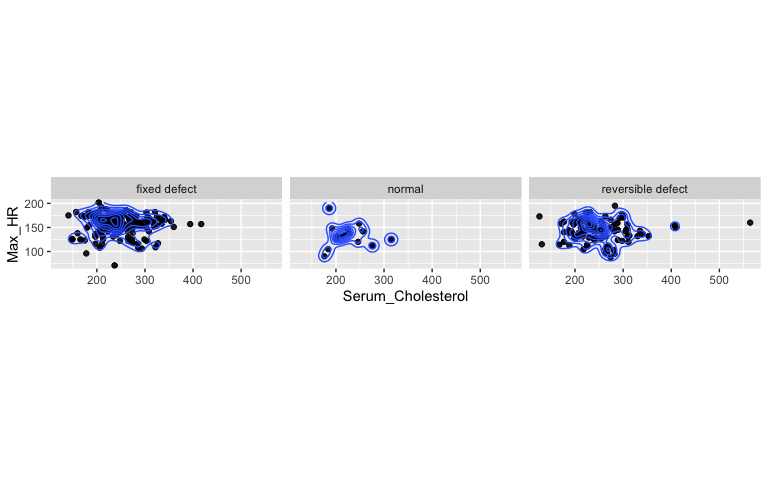 fixed defect normal reversible defect
200
150
100
200 300 400 500 200 300 400 500 200 300 400 500
Serum_Cholesterol
Max_HR